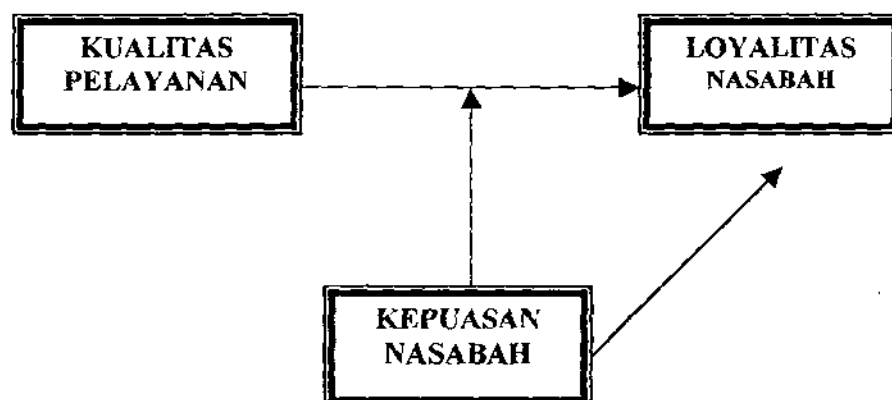 KUALITAS
PELAYANAN
LOYALITAS
NASABAH
KEPUASAN
NASABAH